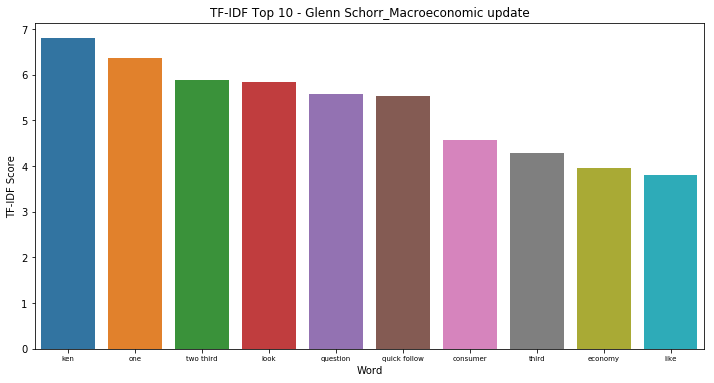 TF-IDF Top 10 - Glenn Schorr_Macroeconomic update
7
6
5
4
3
2
1
0
TF-IDF Score
ken one two third look question quick follow consumer third economy like
Word